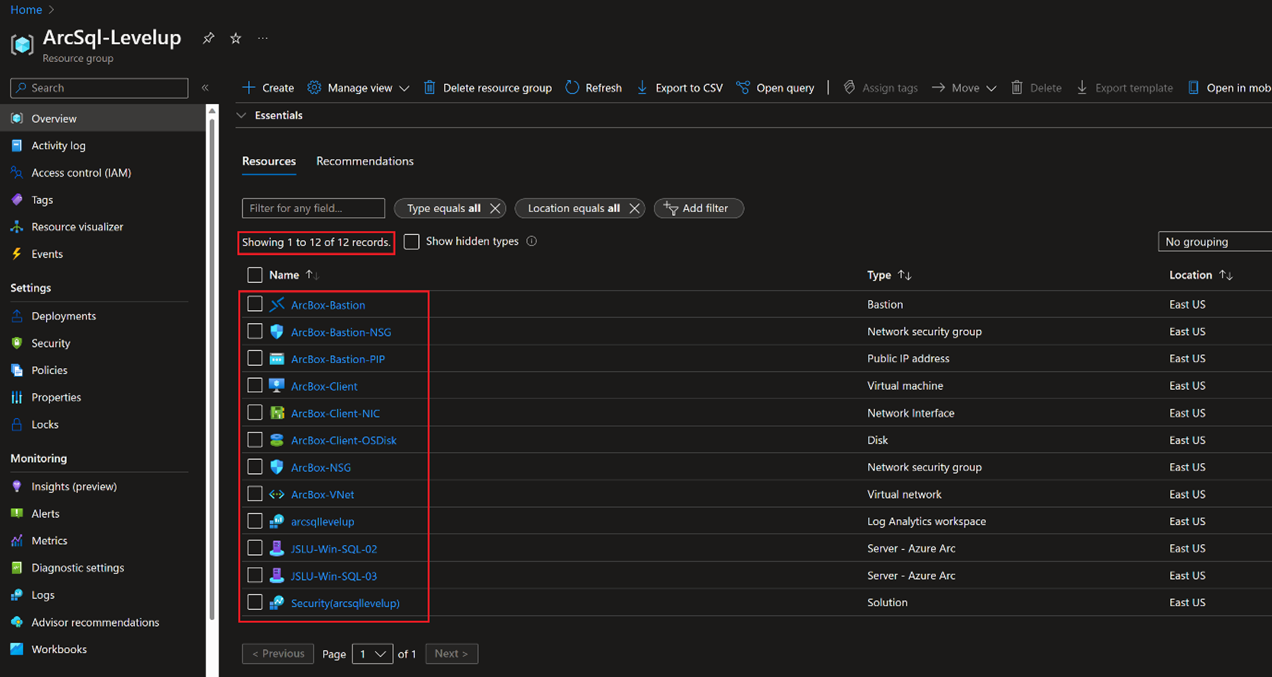 Home >
ArcSql-Levelup
Resource group
Search
Overview
Activity log
Access control (IAM)
Tags
Resource visualizer
Events
Settings
Deployments
Security
Policies
Properties
Locks
Monitoring
Insights (preview)
Alerts
Metrics
Diagnostic settings
Logs
Advisor recommendations
Workbooks
Create Manage view Delete resource group Refresh Export to CSV Open query Assign tags Move Delete Export template Open in mob
Essentials
Resources Recommendations
Filter for any field... Type equals all Location equals all Add filter
Showing 1 to 12 of 12 records. Show hidden types No grouping
Name Type Location
ArcBox-Bastion Bastion East US
ArcBox-Bastion-NSG Network security group East US
ArcBox-Bastion-PIP Public IP address East US
ArcBox-Client Virtual machine East US
ArcBox-Client-NIC Network Interface East US
ArcBox-Client-OSDisk Disk East US
ArcBox-NSG Network security group East US
ArcBox-VNet Virtual network East US
arcsqllevelup Log Analytics workspace East US
JSLU-Win-SQL-02 Server - Azure Arc East US
JSLU-Win-SQL-03 Server - Azure Arc East US
Security(arcsqllevelup) Solution East US
< Previous Page 1 of 1 Next >